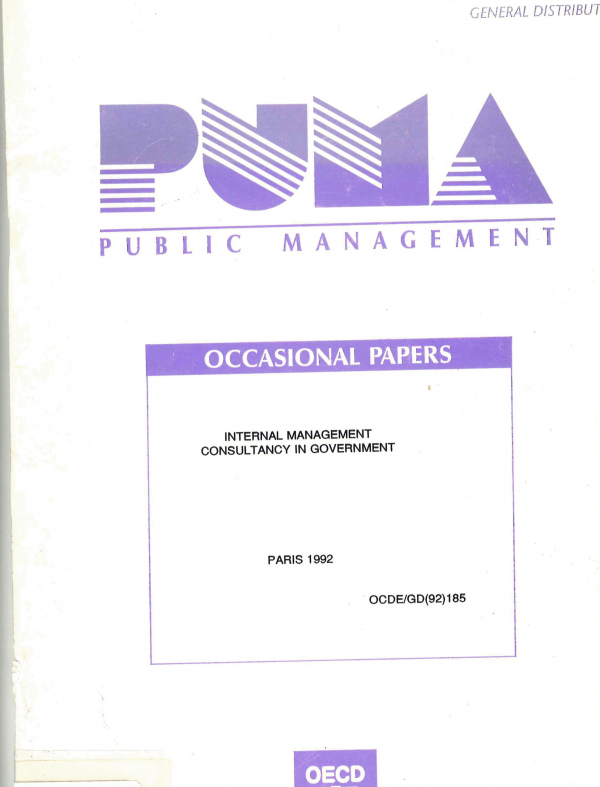 GENERAL DISTRIBUT
PUMA
PUBLIC MANAGEMENT
OCCASIONAL PAPERS
INTERNAL MANAGEMENT
CONSULTANCY IN GOVERNMENT
PARIS 1992
OCDE/GD(92)185
OECD